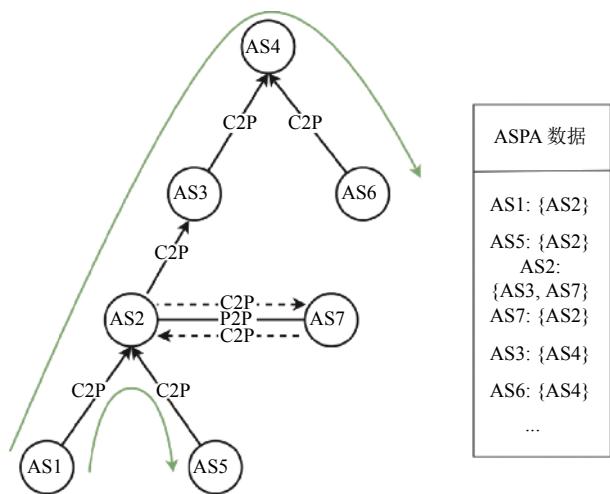 AS4
C2P
C2P
AS3
AS6
C2P
AS2
C2P
P2P
C2P
AS7
C2P
C2P
AS1
AS5
ASPA 数据
AS1: {AS2}
AS5: {AS2}
AS2:
{AS3, AS7}
AS7: {AS2}
AS3: {AS4}
AS6: {AS4}
...